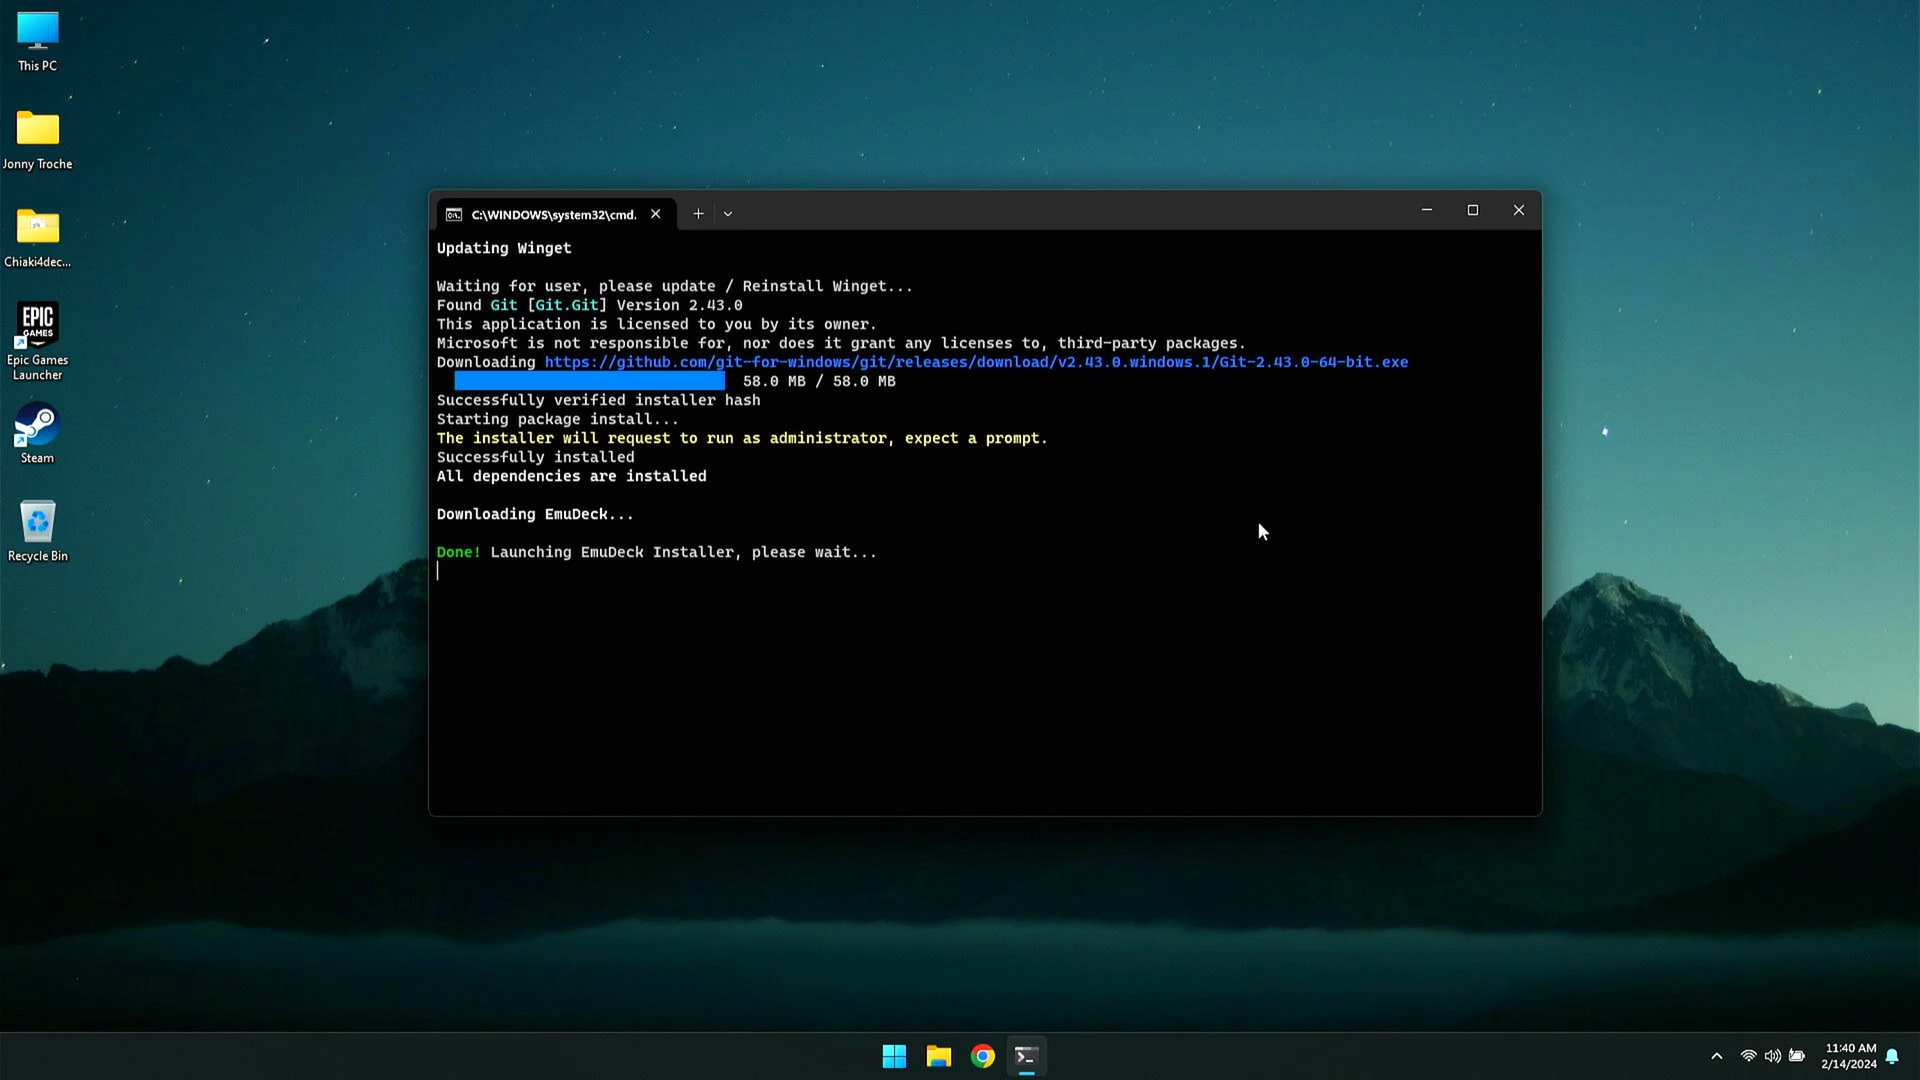 This PC
Jonny Troche
Chiaki4dec...
EPIC
GAMES
Epic Games
Launcher
Steam
Recycle Bin
C:\WINDOWS\system32\cmd.
Updating Winget
Waiting for user, please update / Reinstall Winget...
Found Git [Git.Git] Version 2.43.0
This application is licensed to you by its owner.
Microsoft is not responsible for, nor does it grant any licenses to, third-party packages.
Downloading https://github.com/git-for-windows/git/releases/download/v2.43.0.windows.1/Git-2.43.0-64-bit.exe
58.0 MB / 58.0 MB
Successfully verified installer hash
Starting package install...
The installer will request to run as administrator, expect a prompt.
Successfully installed
All dependencies are installed
Downloading EmuDeck...
Done! Launching EmuDeck Installer, please wait...
11:40 AM
2/14/2024